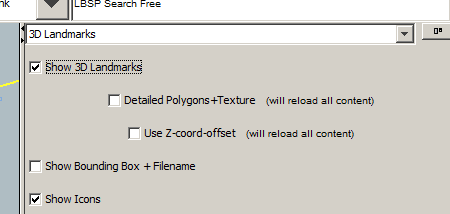 nk
LBSP Search Free
3D Landmarks
Show 3D Landmarks
Detailed Polygons+Texture (will reload all content)
Use Z-coord-offset (will reload all content)
Show Bounding Box + Filename
Show Icons